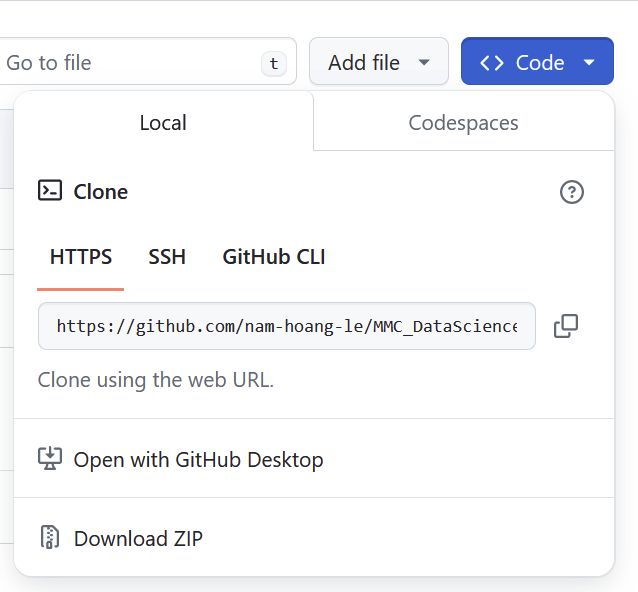 Go to file t Add file Code
Local Codespaces
Clone
HTTPS SSH GitHub CLI
https://github.com/nam-hoang-le/MMC_DataScience
Clone using the web URL.
Open with GitHub Desktop
Download ZIP